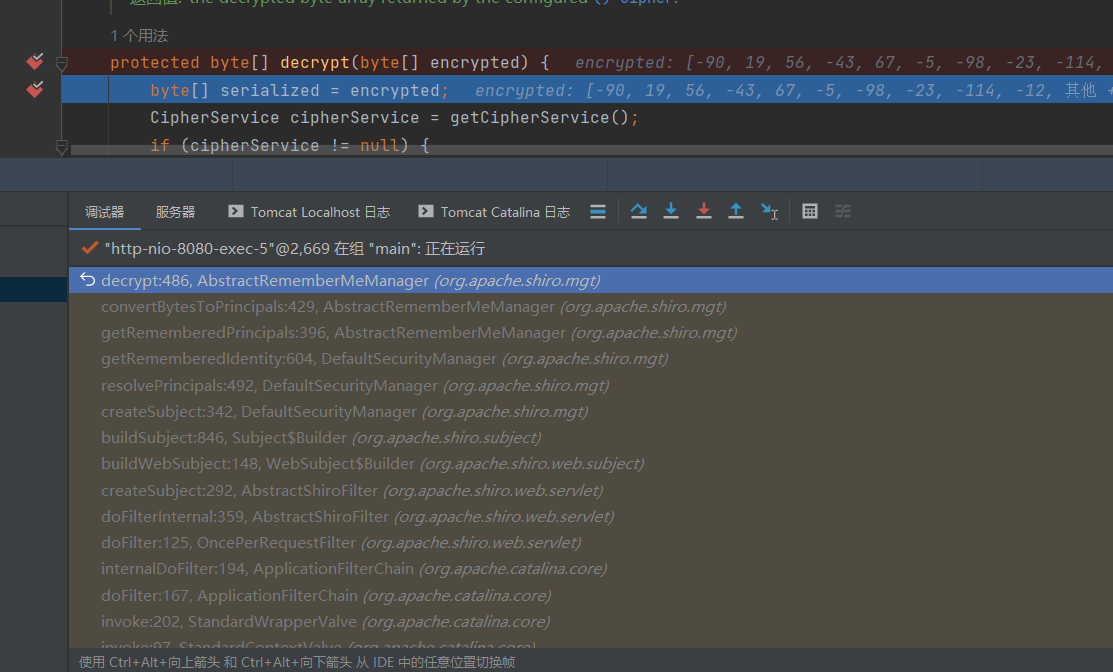 返回值: the decrypted byte array returned by the configured () Cipher.
1 个用法
protected byte[] decrypt(byte[] encrypted) {   encrypted: [-90, 19, 56, -43, 67, -5, -98, -23, -114,
byte[] serialized = encrypted;   encrypted: [-90, 19, 56, -43, 67, -5, -98, -23, -114, -12, 其他 +
CipherService cipherService = getCipherService();
if (cipherService != null) {
调试器 服务器 Tomcat Localhost 日志 Tomcat Catalina 日志
"http-nio-8080-exec-5"@2,669 在组 "main": 正在运行
decrypt:486, AbstractRememberMeManager (org.apache.shiro.mgt)
convertBytesToPrincipals:429, AbstractRememberMeManager (org.apache.shiro.mgt)
getRememberedPrincipals:396, AbstractRememberMeManager (org.apache.shiro.mgt)
getRememberedIdentity:604, DefaultSecurityManager (org.apache.shiro.mgt)
resolvePrincipals:492, DefaultSecurityManager (org.apache.shiro.mgt)
createSubject:342, DefaultSecurityManager (org.apache.shiro.mgt)
buildSubject:846, Subject$Builder (org.apache.shiro.subject)
buildWebSubject:148, WebSubject$Builder (org.apache.shiro.web.subject)
createSubject:292, AbstractShiroFilter (org.apache.shiro.web.servlet)
doFilterInternal:359, AbstractShiroFilter (org.apache.shiro.web.servlet)
doFilter:125, OncePerRequestFilter (org.apache.shiro.web.servlet)
internalDoFilter:194, ApplicationFilterChain (org.apache.catalina.core)
doFilter:167, ApplicationFilterChain (org.apache.catalina.core)
invoke:202, StandardWrapperValve (org.apache.catalina.core)
invoke:97, StandardContextValve (org.apache.catalina.core)
使用 Ctrl+Alt+向上箭头 和 Ctrl+Alt+向下箭头 从 IDE 中的任意位置切换帧